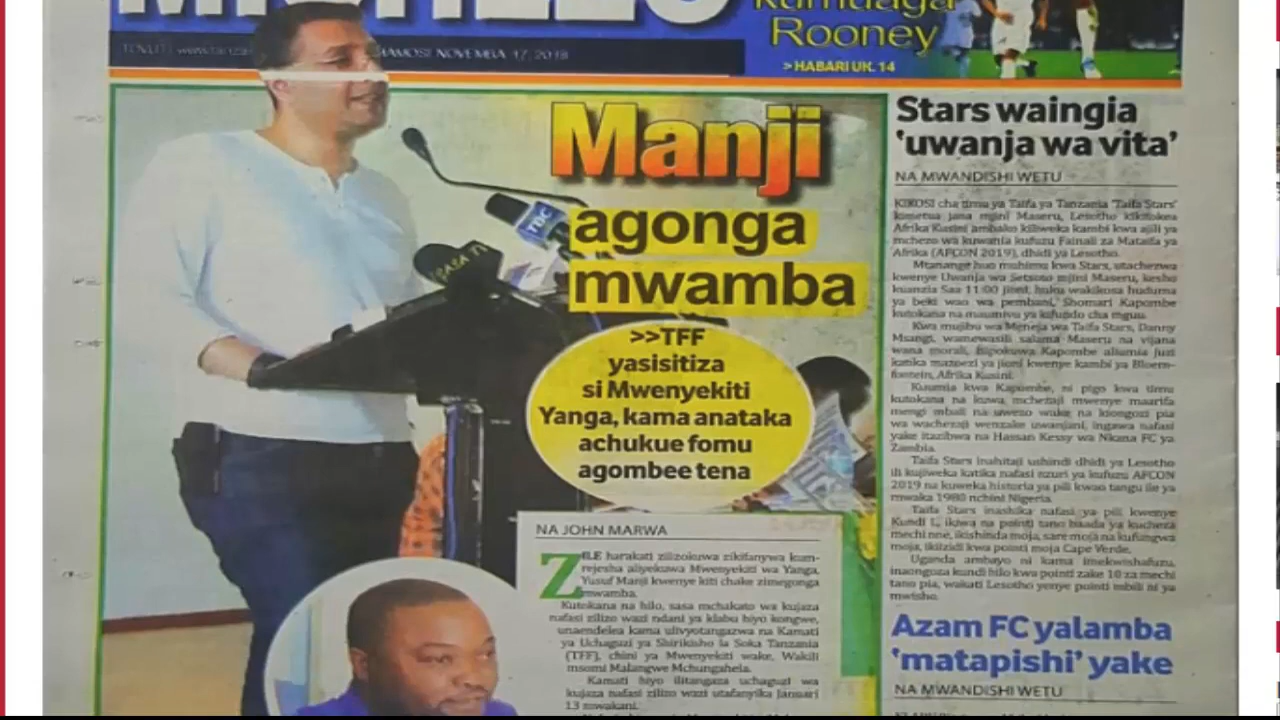 MICHEZO
kumuaga
Rooney
>HABARI UK. 14
NOVEMBA 17, 2018
Manji
agonga
mwamba
>>TFF
yasisitiza
si Mwenyekiti
Yanga, kama anataka
achukue fomu
agombee tena
TBC
NA JOHN MARWA
ZILE harakati zilizokuwa zikifanywa kum-
rejesha aliyekuwa Mwenyekiti wa Yanga,
Yusuf Manji kwenye kiti chake zimegonga
mwamba.
Kutokana na hilo, sasa mchakato wa kujaza
nafasi zilizo wazi ndani ya klabu hiyo kongwe,
unaendelea kama ulivyotangazwa na Kamati
ya Uchaguzi ya Shirikisho la Soka Tanzania
(TFF), chini ya Mwenyekiti wake, Wakili
msomi Malangwe Mchungahela.
Kamati hiyo ilitangaza uchaguzi wa
kujaza nafasi zilizo wazi utafanyika Januari
13 mwakani.
Stars waingia
‘uwanja wa vita’
NA MWANDISHI WETU
KIKOSI cha timu ya Taifa ya Tanzania ‘Taifa Stars’
kimetua jana mjini Maseru, Lesotho kikitokea
Afrika Kusini ambako kiliweka kambi kwa ajili ya
mchezo wa kuwania kufuzu Fainali za Mataifa ya
Afrika (AFCON 2019), dhidi ya Lesotho.
Mtanange huo muhimu kwa Stars, utachezwa
kwenye Uwanja wa Setsoto mjini Maseru, kesho
kuanzia Saa 11:00 jioni, huku wakikosa huduma
ya beki wao wa pembani, Shomari Kapombe
kutokana na maumivu ya kifundo cha mguu.
Kwa mujibu wa Meneja wa Taifa Stars, Danny
Msangi, wamewasili salama Maseru na vijana
wana morali, isipokuwa Kapombe aliumia juzi
katika mazoezi ya jioni kwenye kambi ya Bloem-
fontein, Afrika Kusini.
Kuumia kwa Kapombe, ni pigo kwa timu
kutokana na kuwa mchezaji mwenye maarifa
mengi mbali na uwezo wake na kiongozi pia
wa wachezaji wenzake uwanjani, ingawa nafasi
yake itazibwa na Hassan Kessy wa Nkana FC ya
Zambia.
Taifa Stars inahitaji ushindi dhidi ya Lesotho
ili kujiweka katika nafasi nzuri ya kufuzu AFCON
2019 na kuweka historia ya pili kwao tangu ile ya
mwaka 1980 nchini Nigeria.
Taifa Stars inashika nafasi ya pili kwenye
Kundi L, ikiwa na pointi tano baada ya kucheza
mechi nne, ikishinda moja, sare moja na kufungwa
moja, ikizidi kwa pointi moja Cape Verde.
Uganda ambayo ni kama imekwishafuzu,
inaongoza kundi hilo kwa pointi zake 10 za mechi
tano pia, wakati Lesotho yenye pointi mbili ni ya
mwisho.
Azam FC yalamba
‘matapishi’ yake
NA MWANDISHI WETU